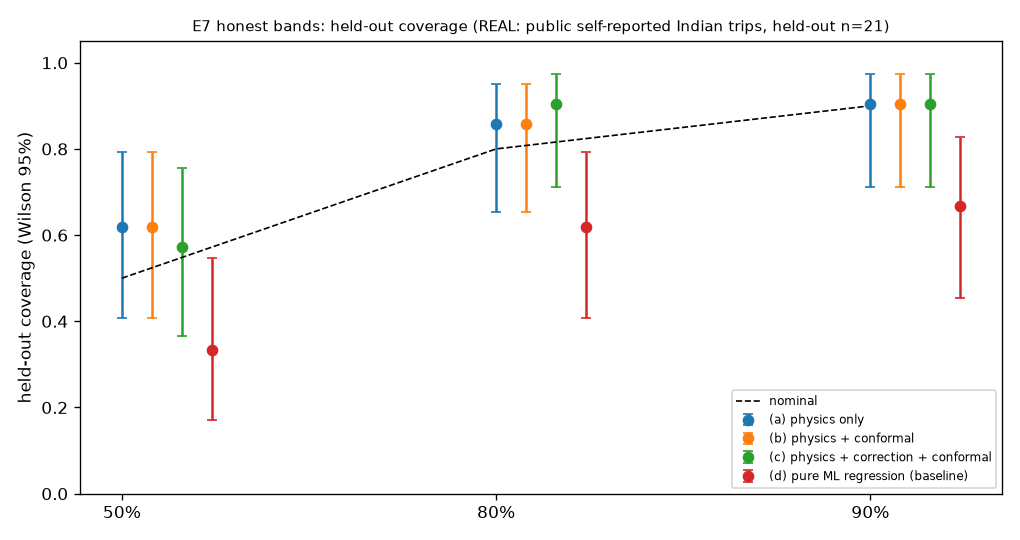 E7 honest bands: held-out coverage (REAL: public self-reported Indian trips, held-out n=21)
held-out coverage (Wilson 95%)
1.0
0.8
0.6
0.4
0.2
0.0
50%
80%
90%
nominal
(a) physics only
(b) physics + conformal
(c) physics + correction + conformal
(d) pure ML regression (baseline)